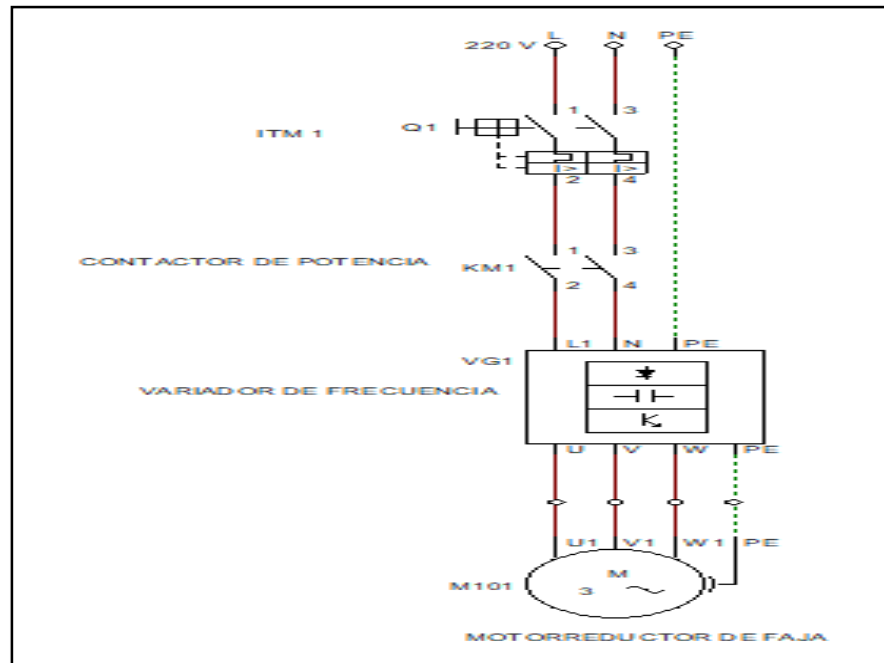 L N PE
220 V
1 3
ITM 1 Q1
I> I>
2 4
1 3
CONTACTOR DE POTENCIA KM1
2 4
L1 N PE
VG1
VARIADOR DE FRECUENCIA
U V W PE
U1 V1 W1 PE
M
M101
3
MOTORREDUCTOR DE FAJA